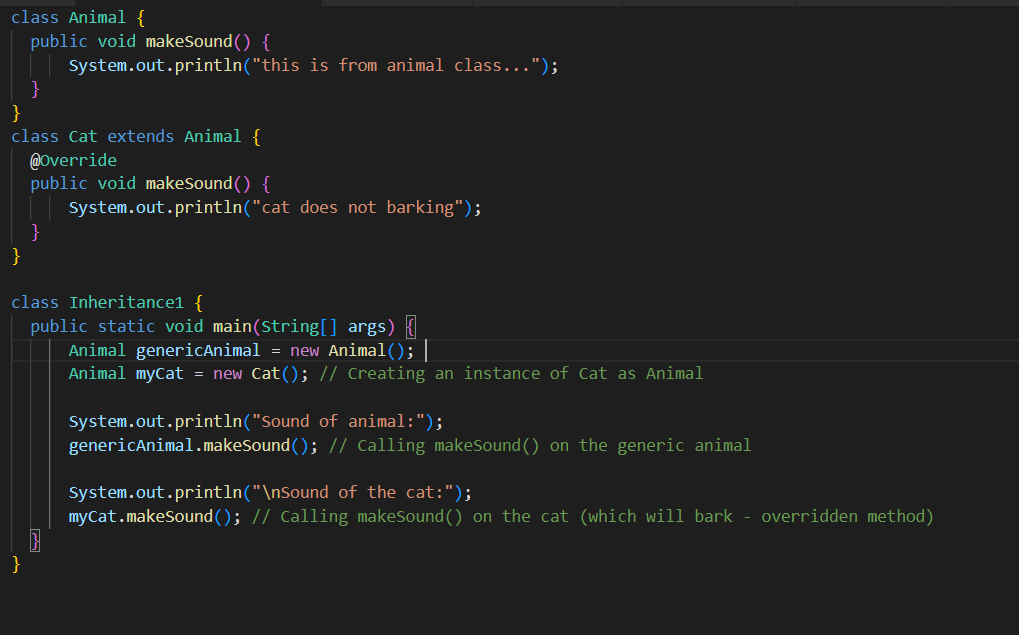 class Animal {
  public void makeSound() {
      System.out.println("this is from animal class...");
  }
}
class Cat extends Animal {
  @Override
  public void makeSound() {
      System.out.println("cat does not barking");
  }
}

class Inheritance1 {
  public static void main(String[] args) {
      Animal genericAnimal = new Animal();
      Animal myCat = new Cat(); // Creating an instance of Cat as Animal

      System.out.println("Sound of animal:");
      genericAnimal.makeSound(); // Calling makeSound() on the generic animal

      System.out.println("\nSound of the cat:");
      myCat.makeSound(); // Calling makeSound() on the cat (which will bark - overridden method)
  }
}